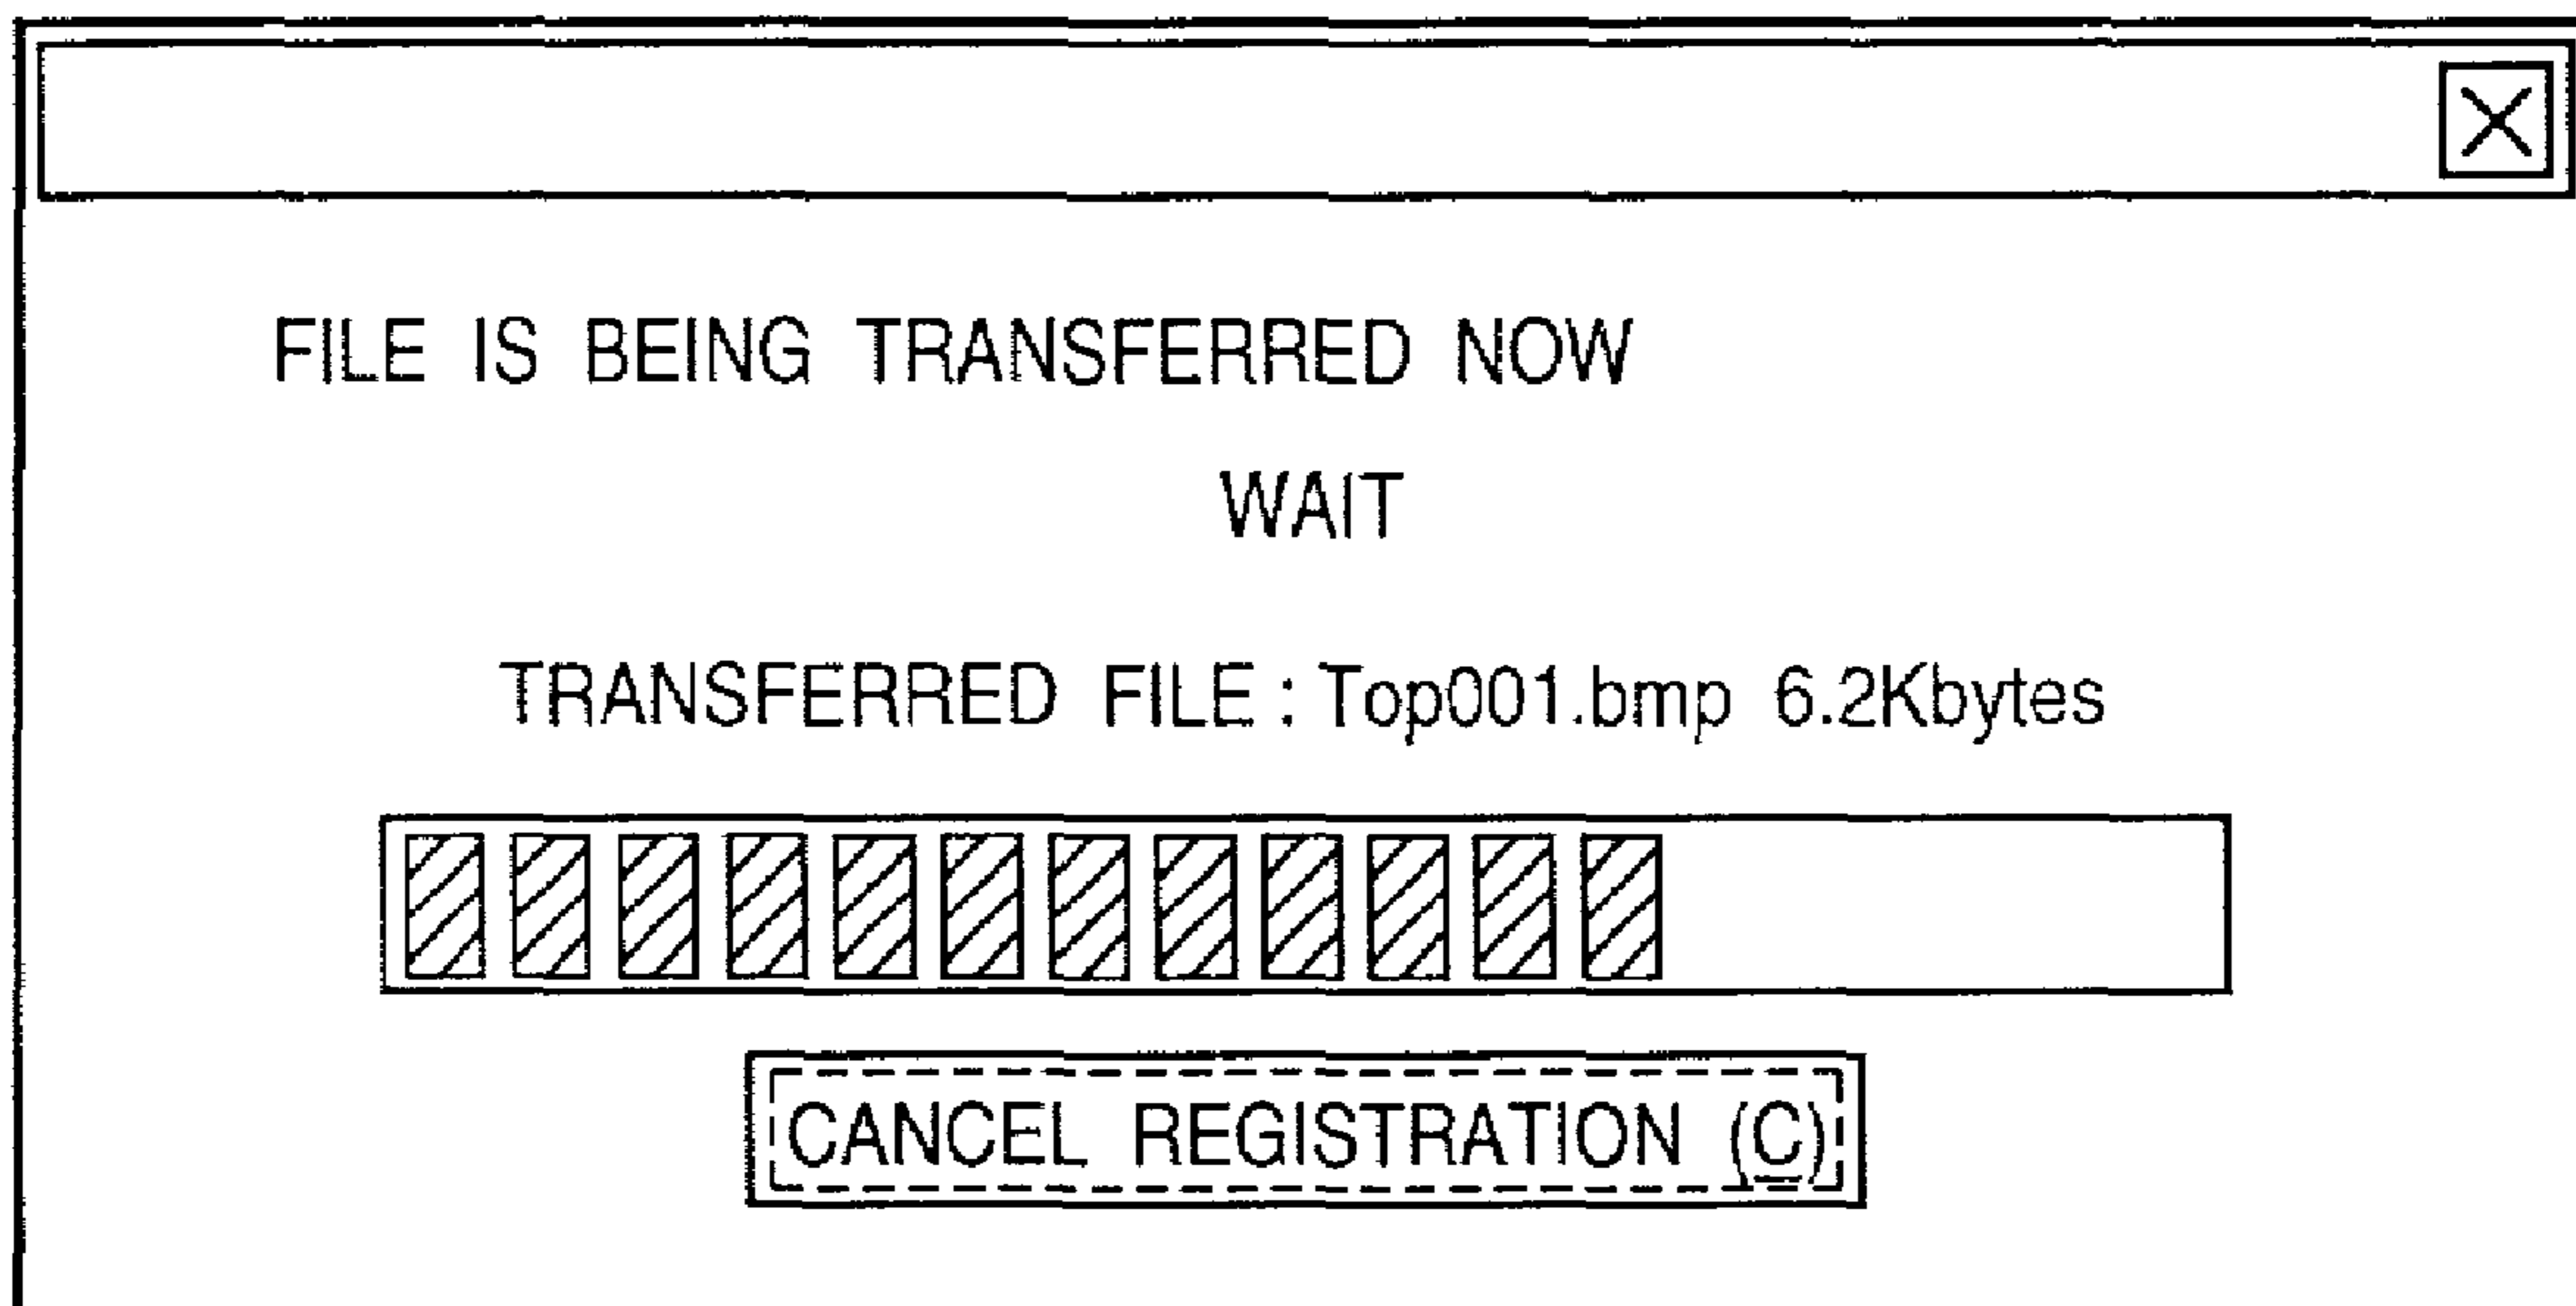 FILE IS BEING TRANSFERRED NOW
WAIT
TRANSFERRED FILE : Top001.bmp 6.2Kbytes
CANCEL REGISTRATION (C)